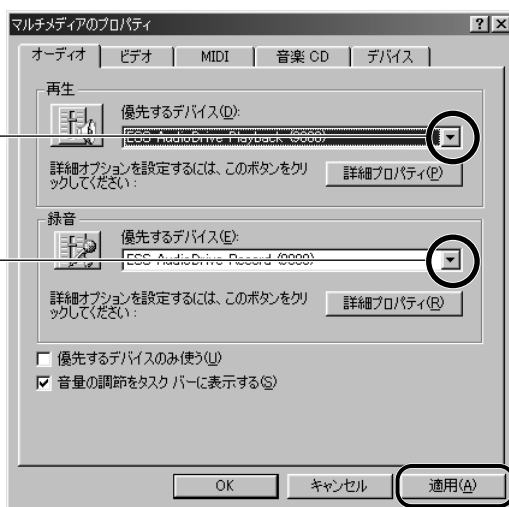 マルチメディアのプロパティ
オーディオ ビデオ MIDI 音楽 CD デバイス
再生
優先するデバイス(D):
ESS AudioDrive Playback
詳細オプションを設定するには、このボタンをクリ
ックしてください:
詳細プロパティ(P)
録音
優先するデバイス(E):
ESS AudioDrive Record
詳細オプションを設定するには、このボタンをクリ
ックしてください:
詳細プロパティ(R)
優先するデバイスのみ使う(U)
音量の調節をタスク バーに表示する(S)
OK キャンセル 適用(A)